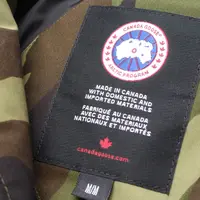 CANADA GOOSE
ARCTIC PROGRAM
MADE IN CANADA
WITH DOMESTIC AND
IMPORTED MATERIALS
FABRIQUÉ AU CANADA
AVEC DES MATÉRIAUX
NATIONAUX ET IMPORTÉS
canadagoose.com
M/M